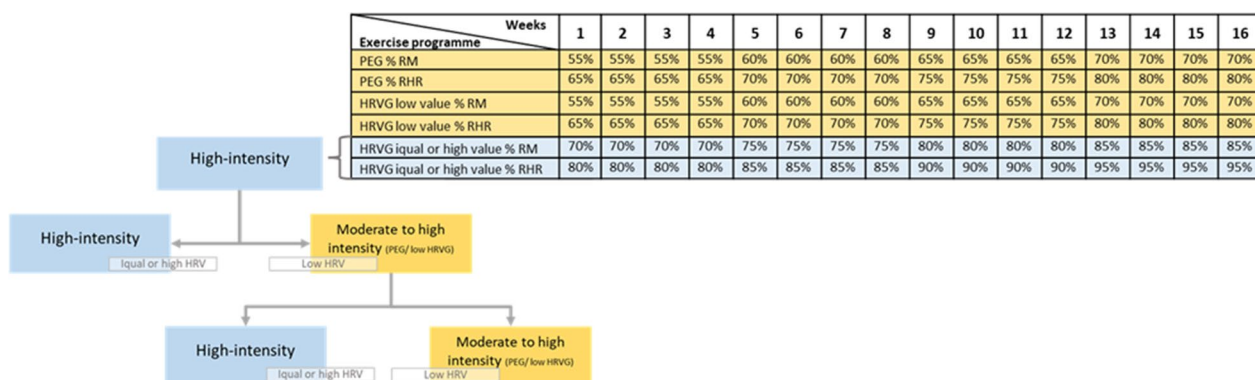 Weeks 1 2 3 4 5 6 7 8 9 10 11 12 13 14 15 16
Exercise programme
PEG % RM 55% 55% 55% 55% 60% 60% 60% 60% 65% 65% 65% 65% 70% 70% 70% 70%
PEG % RHR 65% 65% 65% 65% 70% 70% 70% 70% 75% 75% 75% 75% 80% 80% 80% 80%
HRVG low value % RM 55% 55% 55% 55% 60% 60% 60% 60% 65% 65% 65% 65% 70% 70% 70% 70%
HRVG low value % RHR 65% 65% 65% 65% 70% 70% 70% 70% 75% 75% 75% 75% 80% 80% 80% 80%
HRVG iqual or high value % RM 70% 70% 70% 70% 75% 75% 75% 75% 80% 80% 80% 80% 85% 85% 85% 85%
HRVG iqual or high value % RHR 80% 80% 80% 80% 85% 85% 85% 85% 90% 90% 90% 90% 95% 95% 95% 95%
High-intensity
High-intensity
Iqual or high HRV
Moderate to high
intensity (PEG/ low HRVG)
Low HRV
High-intensity
Iqual or high HRV
Moderate to high
intensity (PEG/ low HRVG)
Low HRV